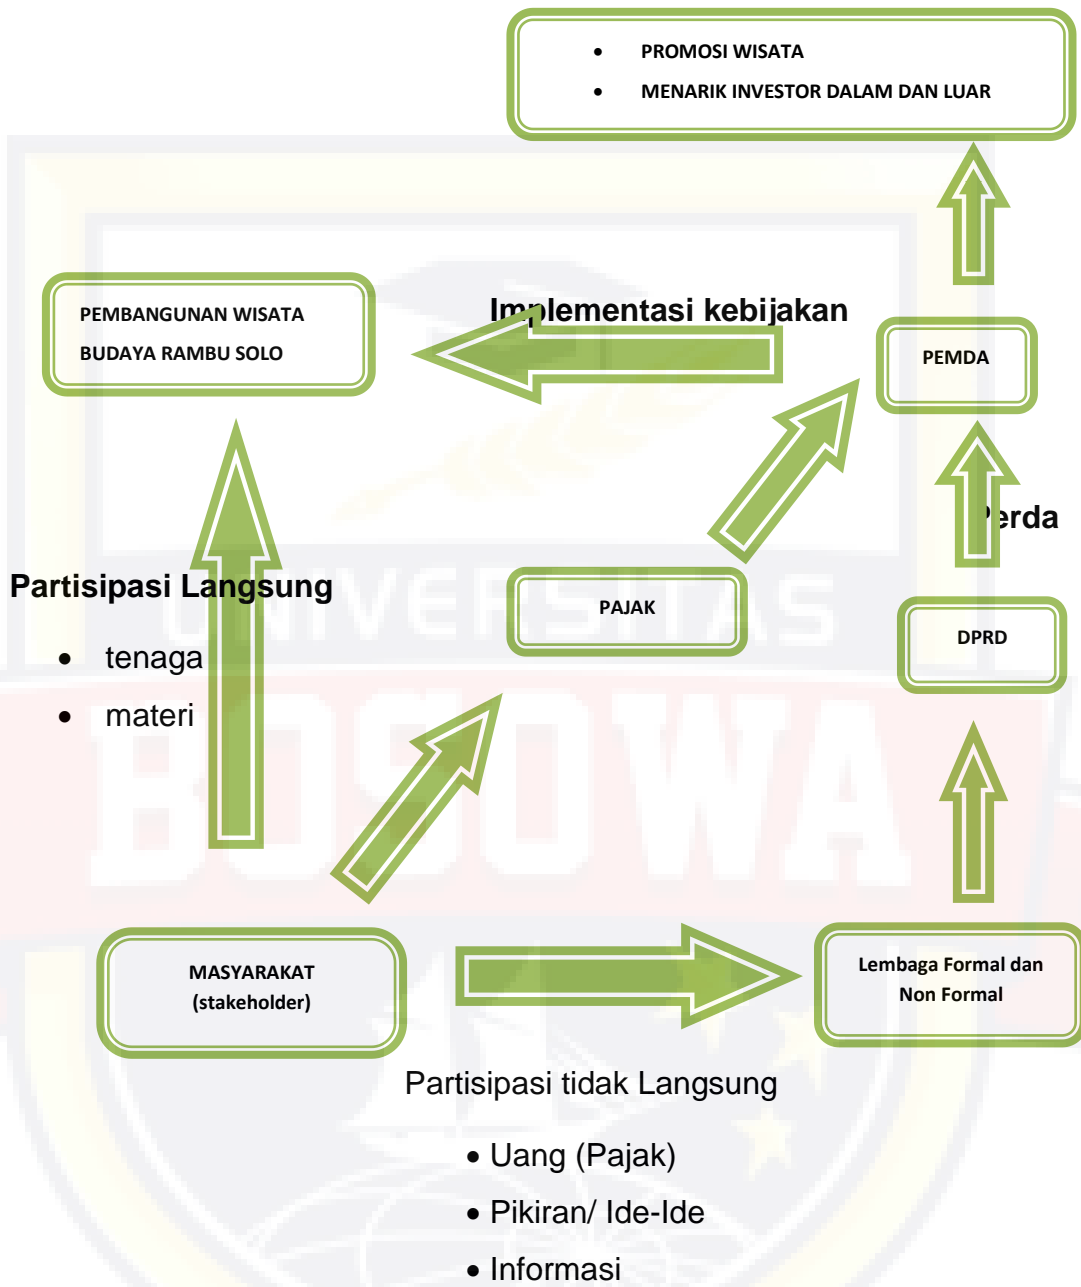 • PROMOSI WISATA
• MENARIK INVESTOR DALAM DAN LUAR
Implementasi kebijakan
PEMBANGUNAN WISATA
BUDAYA RAMBU SOLO
PEMDA
Perda
Partisipasi Langsung
• tenaga
• materi
PAJAK
DPRD
UNIVERSITAS
BOSOWA
MASYARAKAT
(stakeholder)
Lembaga Formal dan
Non Formal
Partisipasi tidak Langsung
• Uang (Pajak)
• Pikiran/ Ide-Ide
• Informasi